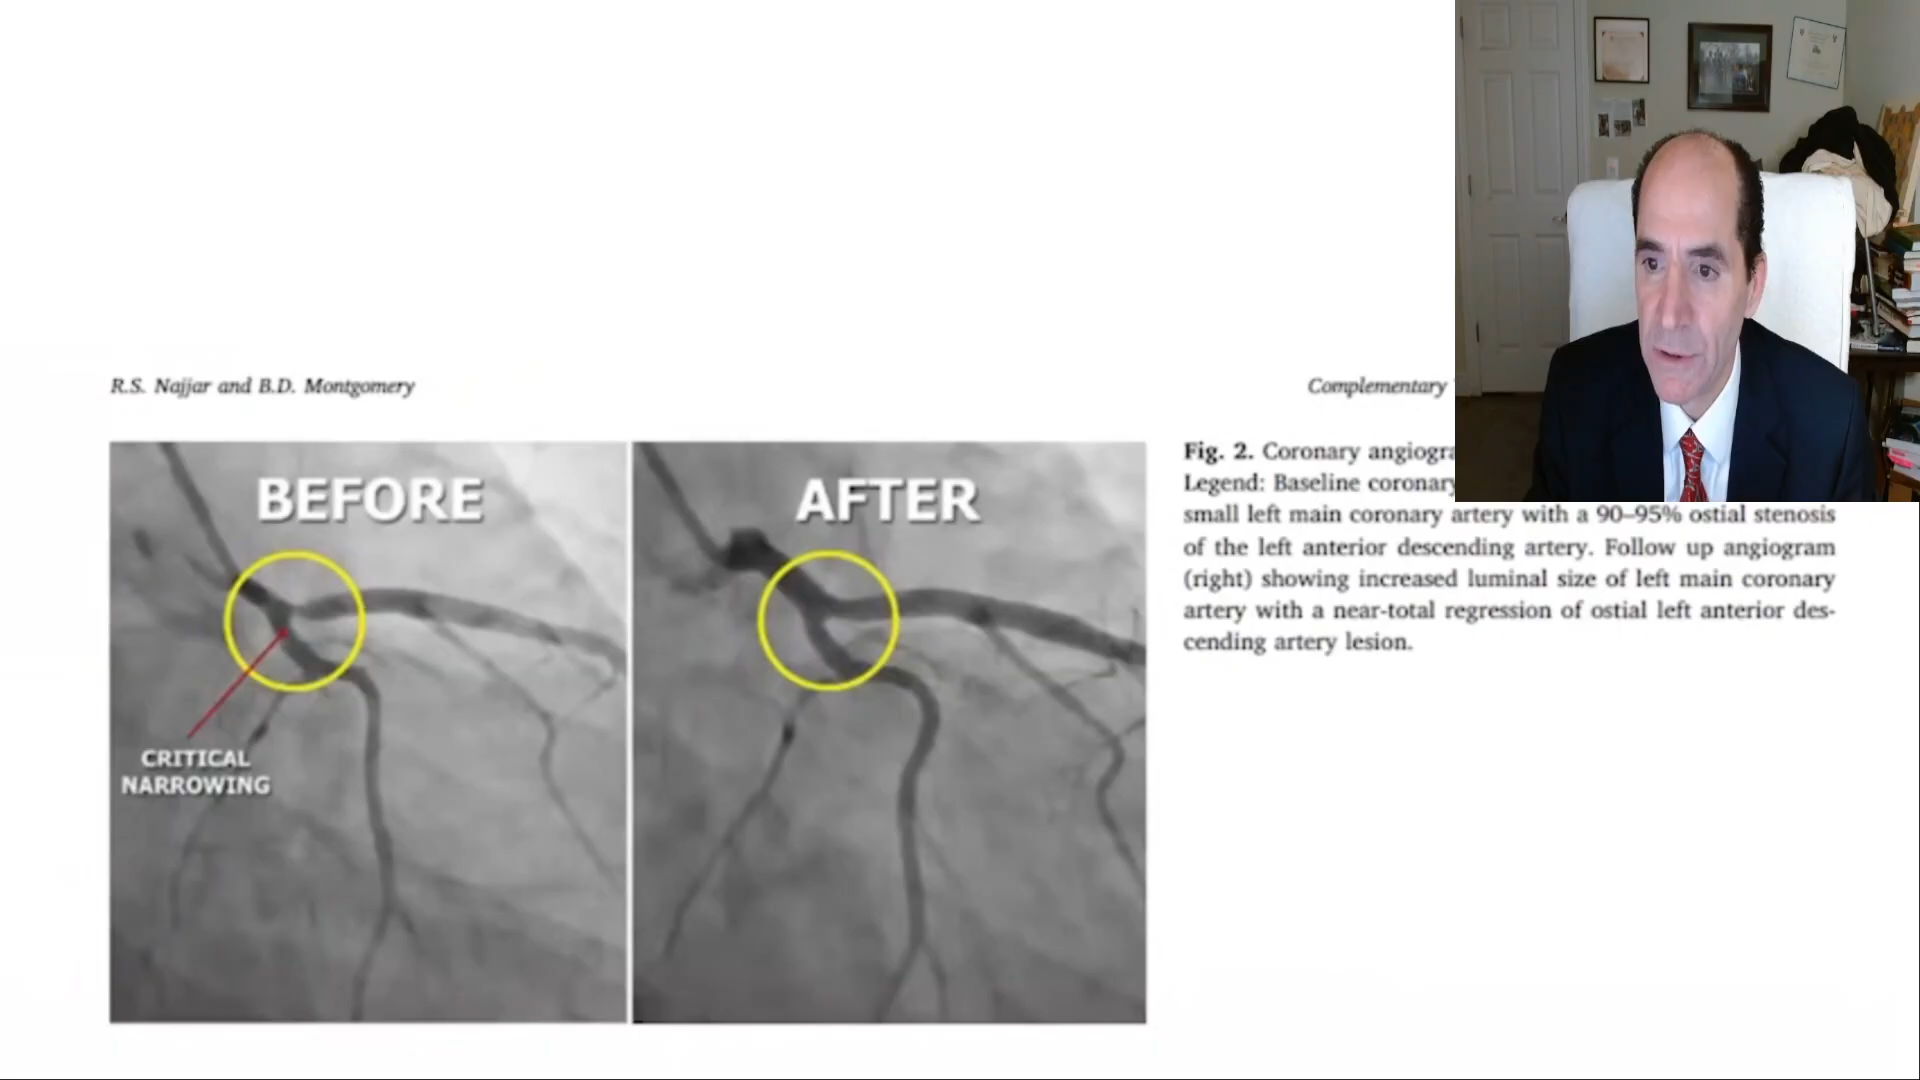 R.S. Najjar and B.D. Montgomery
Complementary
BEFORE
AFTER
CRITICAL
NARROWING
Fig. 2. Coronary angiogra
Legend: Baseline coronary
small left main coronary artery with a 90–95% ostial stenosis
of the left anterior descending artery. Follow up angiogram
(right) showing increased luminal size of left main coronary
artery with a near-total regression of ostial left anterior des-
cending artery lesion.